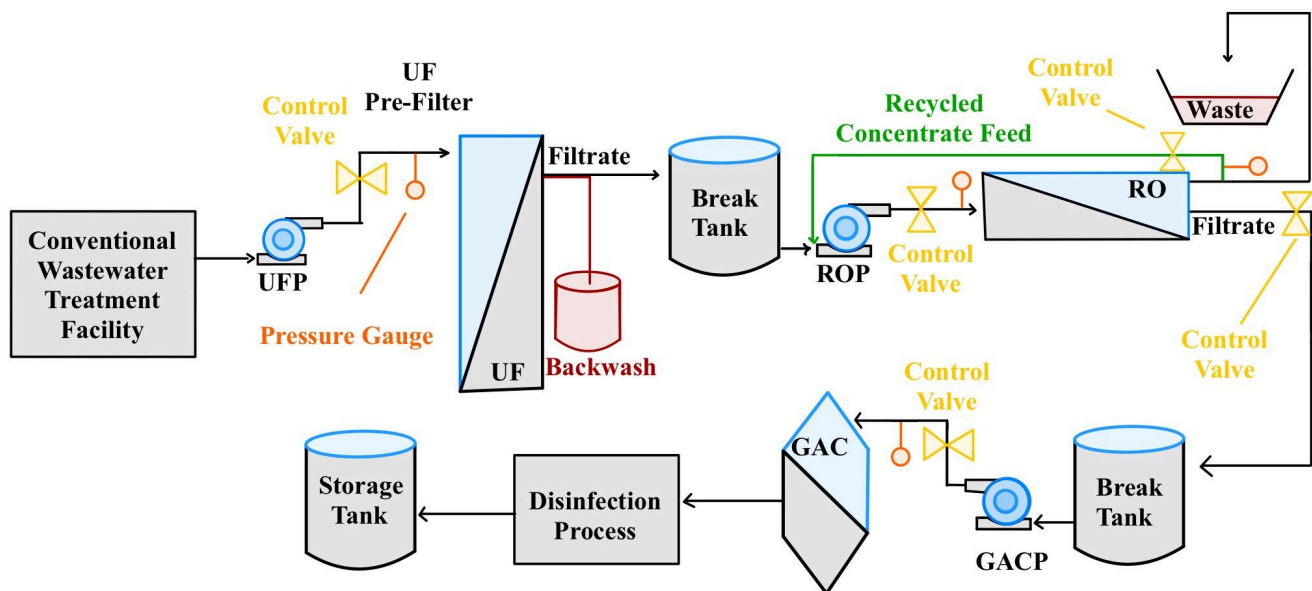 UF
Pre-Filter
Control
Valve
Conventional
Wastewater
Treatment
Facility
UFP
Pressure Gauge
Filtrate
UF
Backwash
Break
Tank
Recycled
Concentrate Feed
ROP
Control
Valve
Control
Valve
Waste
RO
Filtrate
Control
Valve
Break
Tank
GACP
Control
Valve
GAC
Disinfection
Process
Storage
Tank